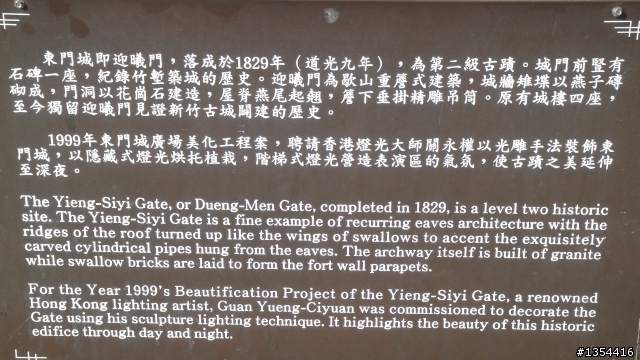 東門城即迎曦門，落成於1829年（道光九年），為第二級古蹟。城門前豎有
石碑一座，紀錄竹塹築城的歷史。迎曦門為歇山重簷式建築，城牆雉堞以燕子磚
砌成，門洞以花崗石建造，屋脊燕尾起翹，簷下垂掛精雕吊筒。原有城樓四座，
至今獨留迎曦門見證新竹古城闢建的歷史。
1999年東門城廣場美化工程案，聘請香港燈光大師關永權以光雕手法裝飾東
門城，以隱藏式燈光烘托植栽，階梯式燈光營造表演區的氣氛，使古蹟之美延伸
至深夜。
The Yieng-Siyi Gate, or Dueng-Men Gate, completed in 1829, is a level two historic
site. The Yieng-Siyi Gate is a fine example of recurring eaves architecture with the
ridges of the roof turned up like the wings of swallows to accent the exquisitely
carved cylindrical pipes hung from the eaves. The archway itself is built of granite
while swallow bricks are laid to form the fort wall parapets.
For the Year 1999's Beautification Project of the Yieng-Siyi Gate, a renowned
Hong Kong lighting artist, Guan Yueng-Ciyuan was commissioned to decorate the
Gate using his sculpture lighting technique. It highlights the beauty of this historic
edifice through day and night.
#1354416